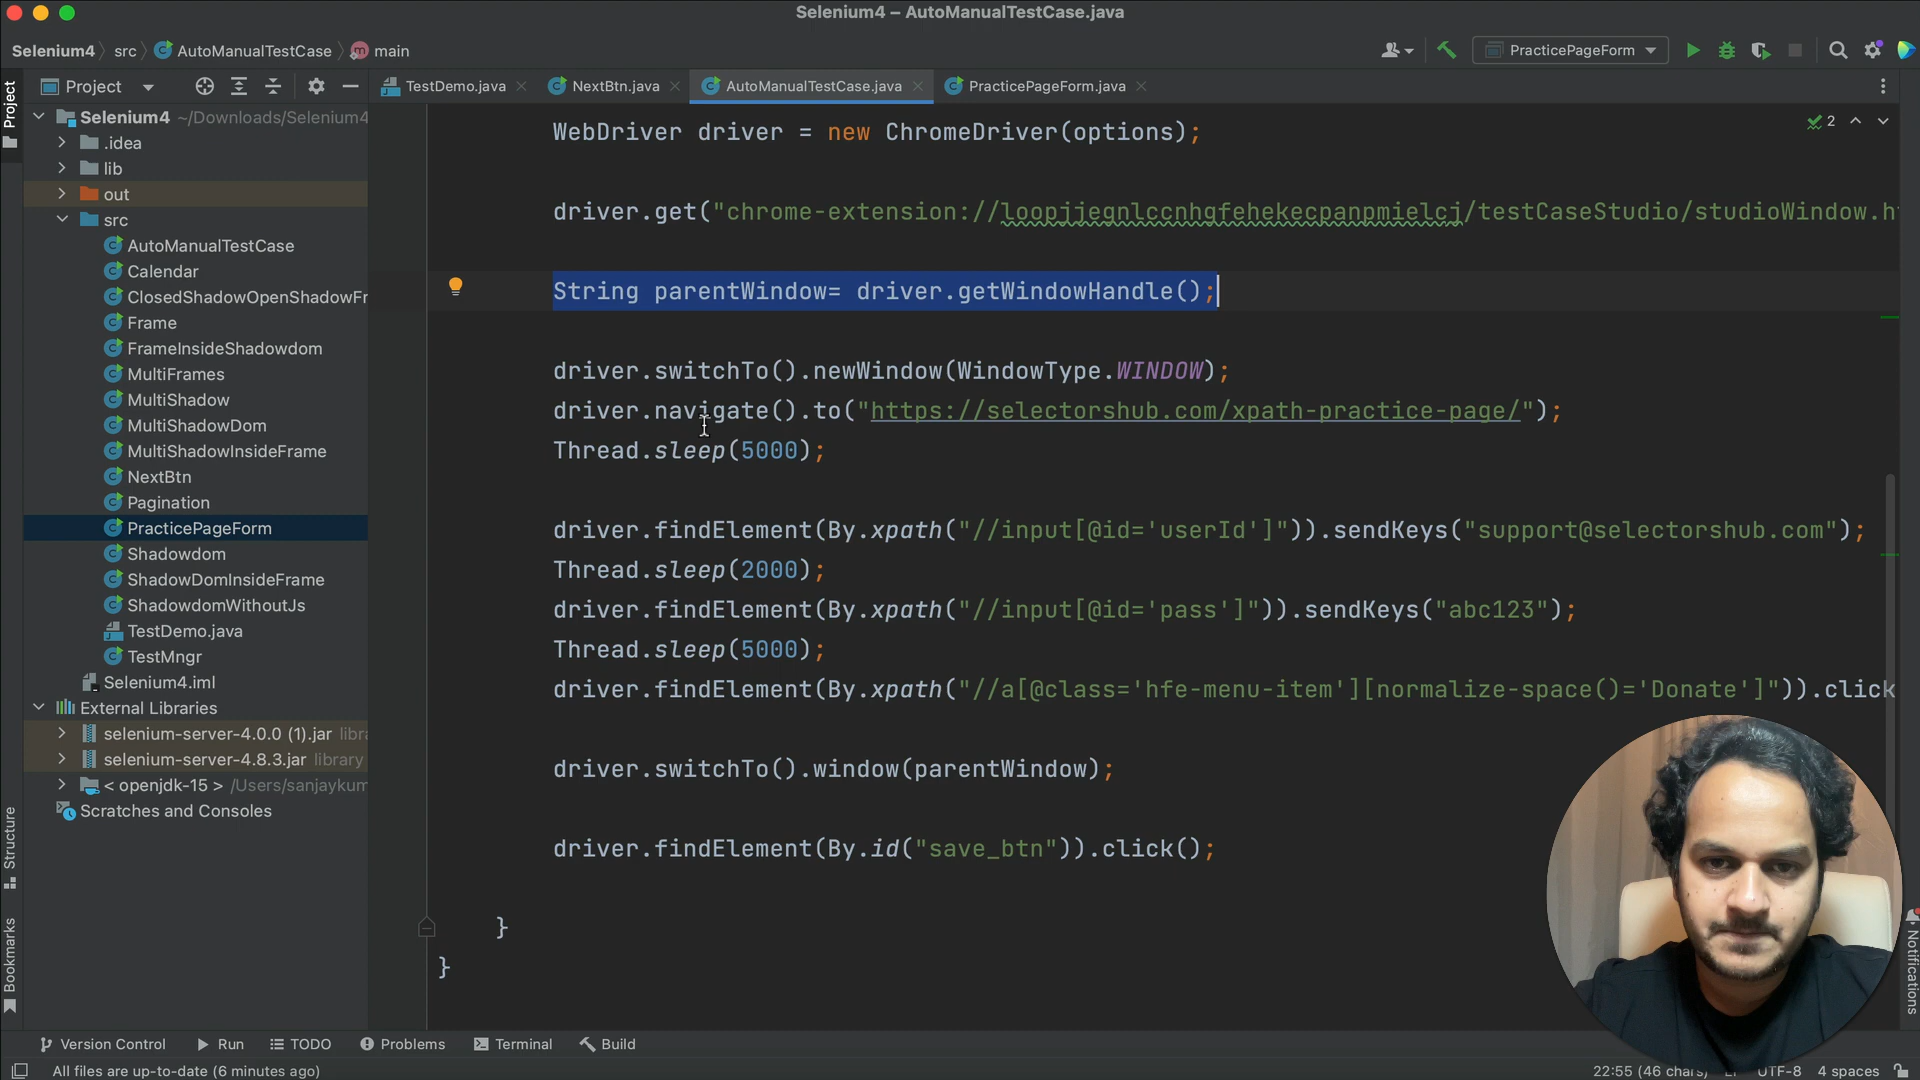 Selenium4 – AutoManualTestCase.java
Selenium4 src AutoManualTestCase main
PracticePageForm
Project
TestDemo.java NextBtn.java AutoManualTestCase.java PracticePageForm.java
Project
Selenium4 ~/Downloads/Selenium4
.idea
lib
out
src
AutoManualTestCase
Calendar
ClosedShadowOpenShadowFr
Frame
FrameInsideShadowdom
MultiFrames
MultiShadow
MultiShadowDom
MultiShadowInsideFrame
NextBtn
Pagination
PracticePageForm
Shadowdom
ShadowDomInsideFrame
ShadowdomWithoutJs
TestDemo.java
TestMngr
Selenium4.iml
External Libraries
selenium-server-4.0.0 (1).jar libra
selenium-server-4.8.3.jar library
< openjdk-15 > /Users/sanjaykum
Scratches and Consoles
Structure
Bookmarks
WebDriver driver = new ChromeDriver(options);
2
driver.get("chrome-extension://loopjjegnlccnhgfehekecpanpmielcj/testCaseStudio/studioWindow.ht
String parentWindow= driver.getWindowHandle();
driver.switchTo().newWindow(WindowType.WINDOW);
driver.navigate().to("https://selectorshub.com/xpath-practice-page/");
Thread.sleep(5000);
driver.findElement(By.xpath("//input[@id='userId']")).sendKeys("support@selectorshub.com");
Thread.sleep(2000);
driver.findElement(By.xpath("//input[@id='pass']")).sendKeys("abc123");
Thread.sleep(5000);
driver.findElement(By.xpath("//a[@class='hfe-menu-item'][normalize-space()='Donate']")).click
driver.switchTo().window(parentWindow);
driver.findElement(By.id("save_btn")).click();
}
}
Notifications
Version Control Run TODO Problems Terminal Build
All files are up-to-date (6 minutes ago)
22:55 (46 chars) UTF-8 4 spaces